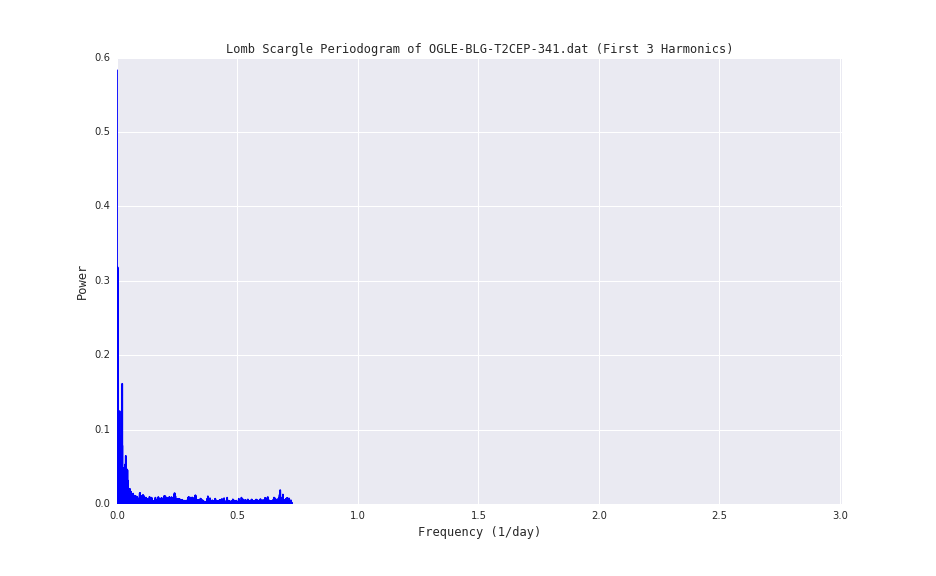 Lomb Scargle Periodogram of OGLE-BLG-T2CEP-341.dat (First 3 Harmonics)
0.6
0.5
0.4
0.3
0.2
0.1
0.0
Power
0.0 0.5 1.0 1.5 2.0 2.5 3.0
Frequency (1/day)